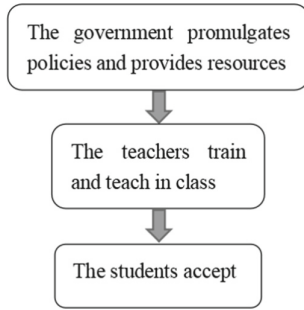 The government promulgates
policies and provides resources
The teachers train
and teach in class
The students accept